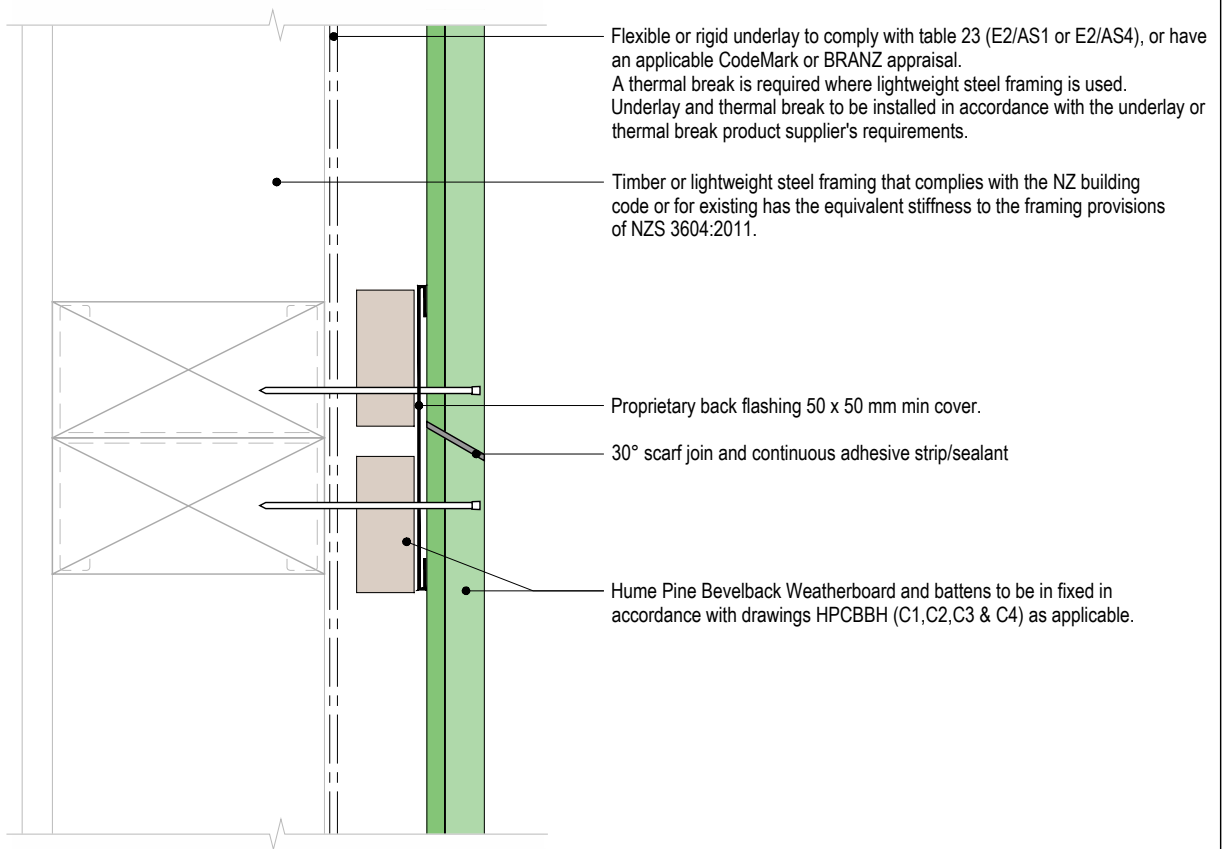 Flexible or rigid underlay to comply with table 23 (E2/AS1 or E2/AS4), or have
an applicable CodeMark or BRANZ appraisal.
A thermal break is required where lightweight steel framing is used.
Underlay and thermal break to be installed in accordance with the underlay or
thermal break product supplier's requirements.
Timber or lightweight steel framing that complies with the NZ building
code or for existing has the equivalent stiffness to the framing provisions
of NZS 3604:2011.
Proprietary back flashing 50 x 50 mm min cover.
30° scarf join and continuous adhesive strip/sealant
Hume Pine Bevelback Weatherboard and battens to be in fixed in
accordance with drawings HPCBBH (C1,C2,C3 & C4) as applicable.